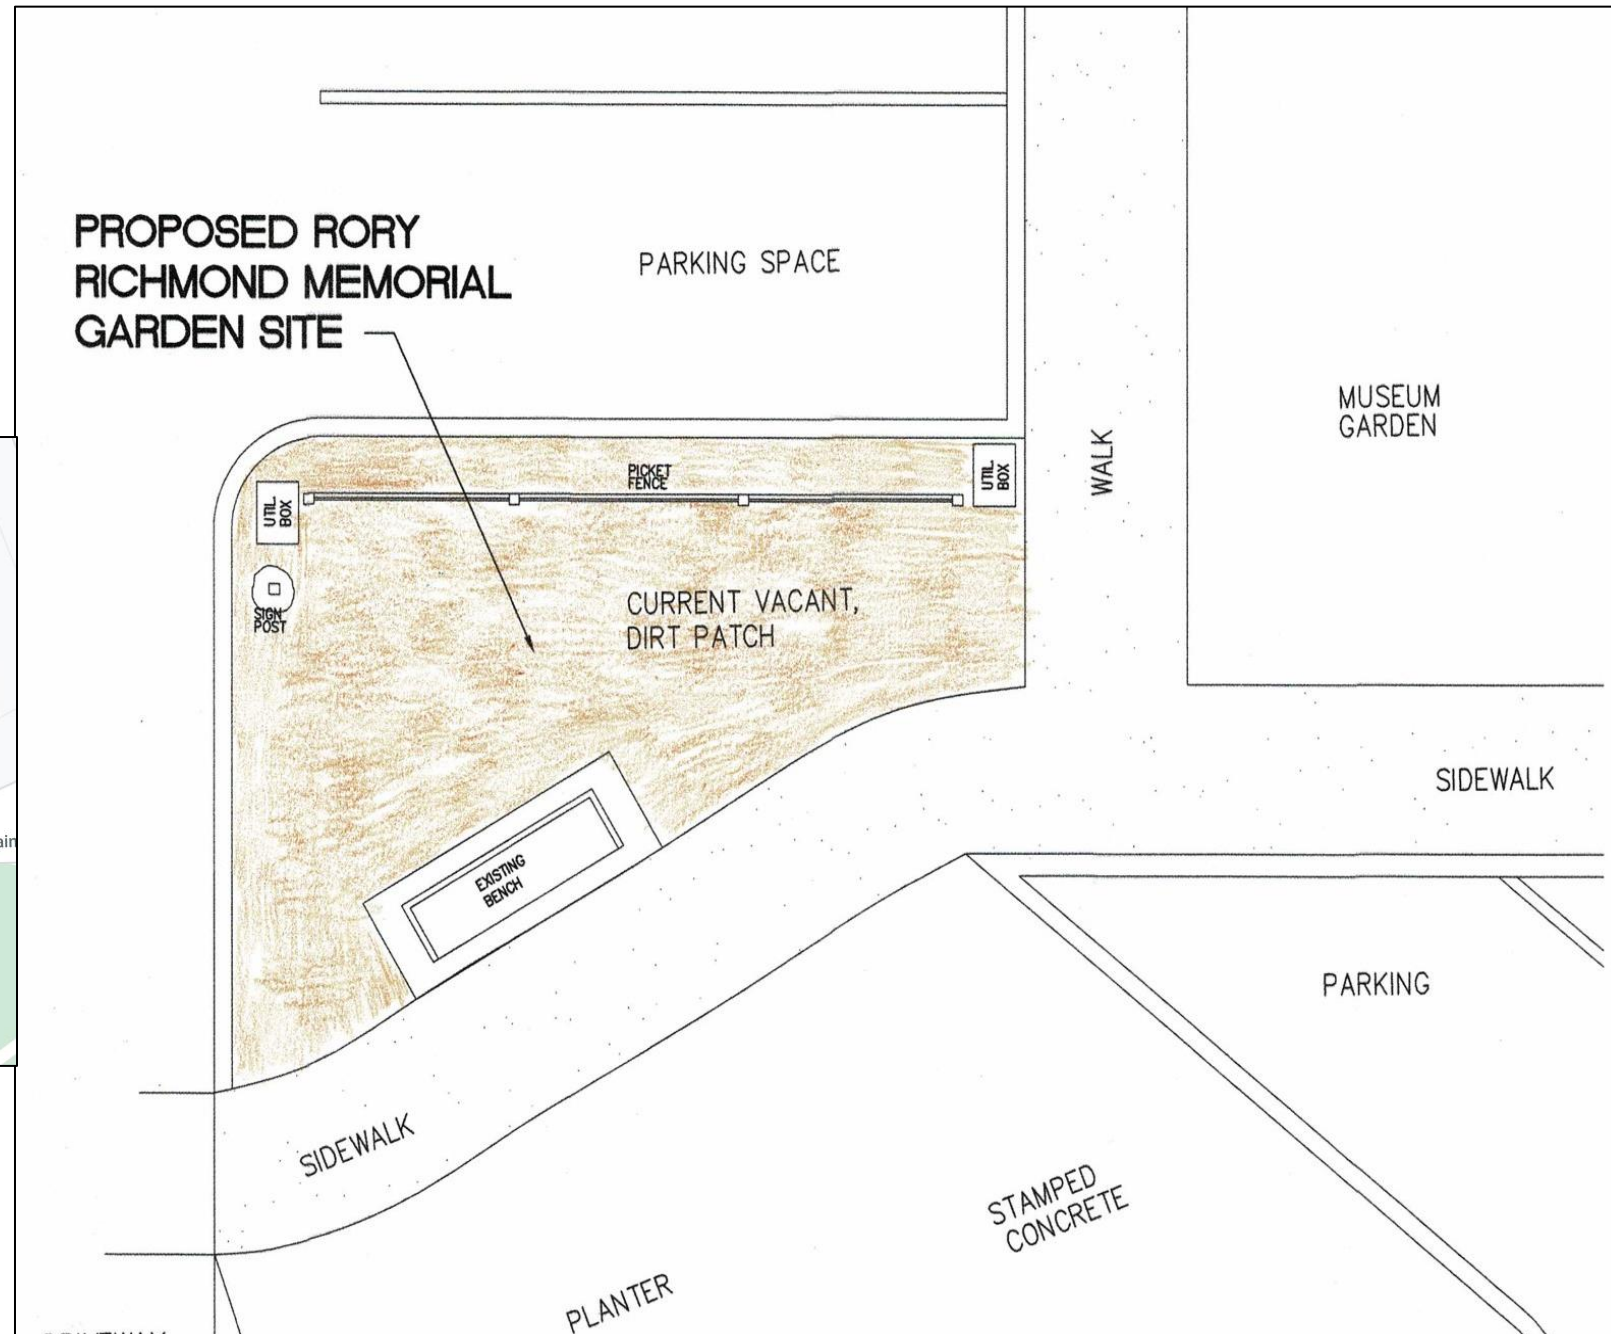 PROPOSED RORY
RICHMOND MEMORIAL
GARDEN SITE
PARKING SPACE
MUSEUM
GARDEN
WALK
PICKET
FENCE
UTIL.
BOX
UTIL.
BOX
SIGN
POST
CURRENT VACANT,
DIRT PATCH
SIDEWALK
EXISTING
BENCH
PARKING
SIDEWALK
STAMPED
CONCRETE
PLANTER